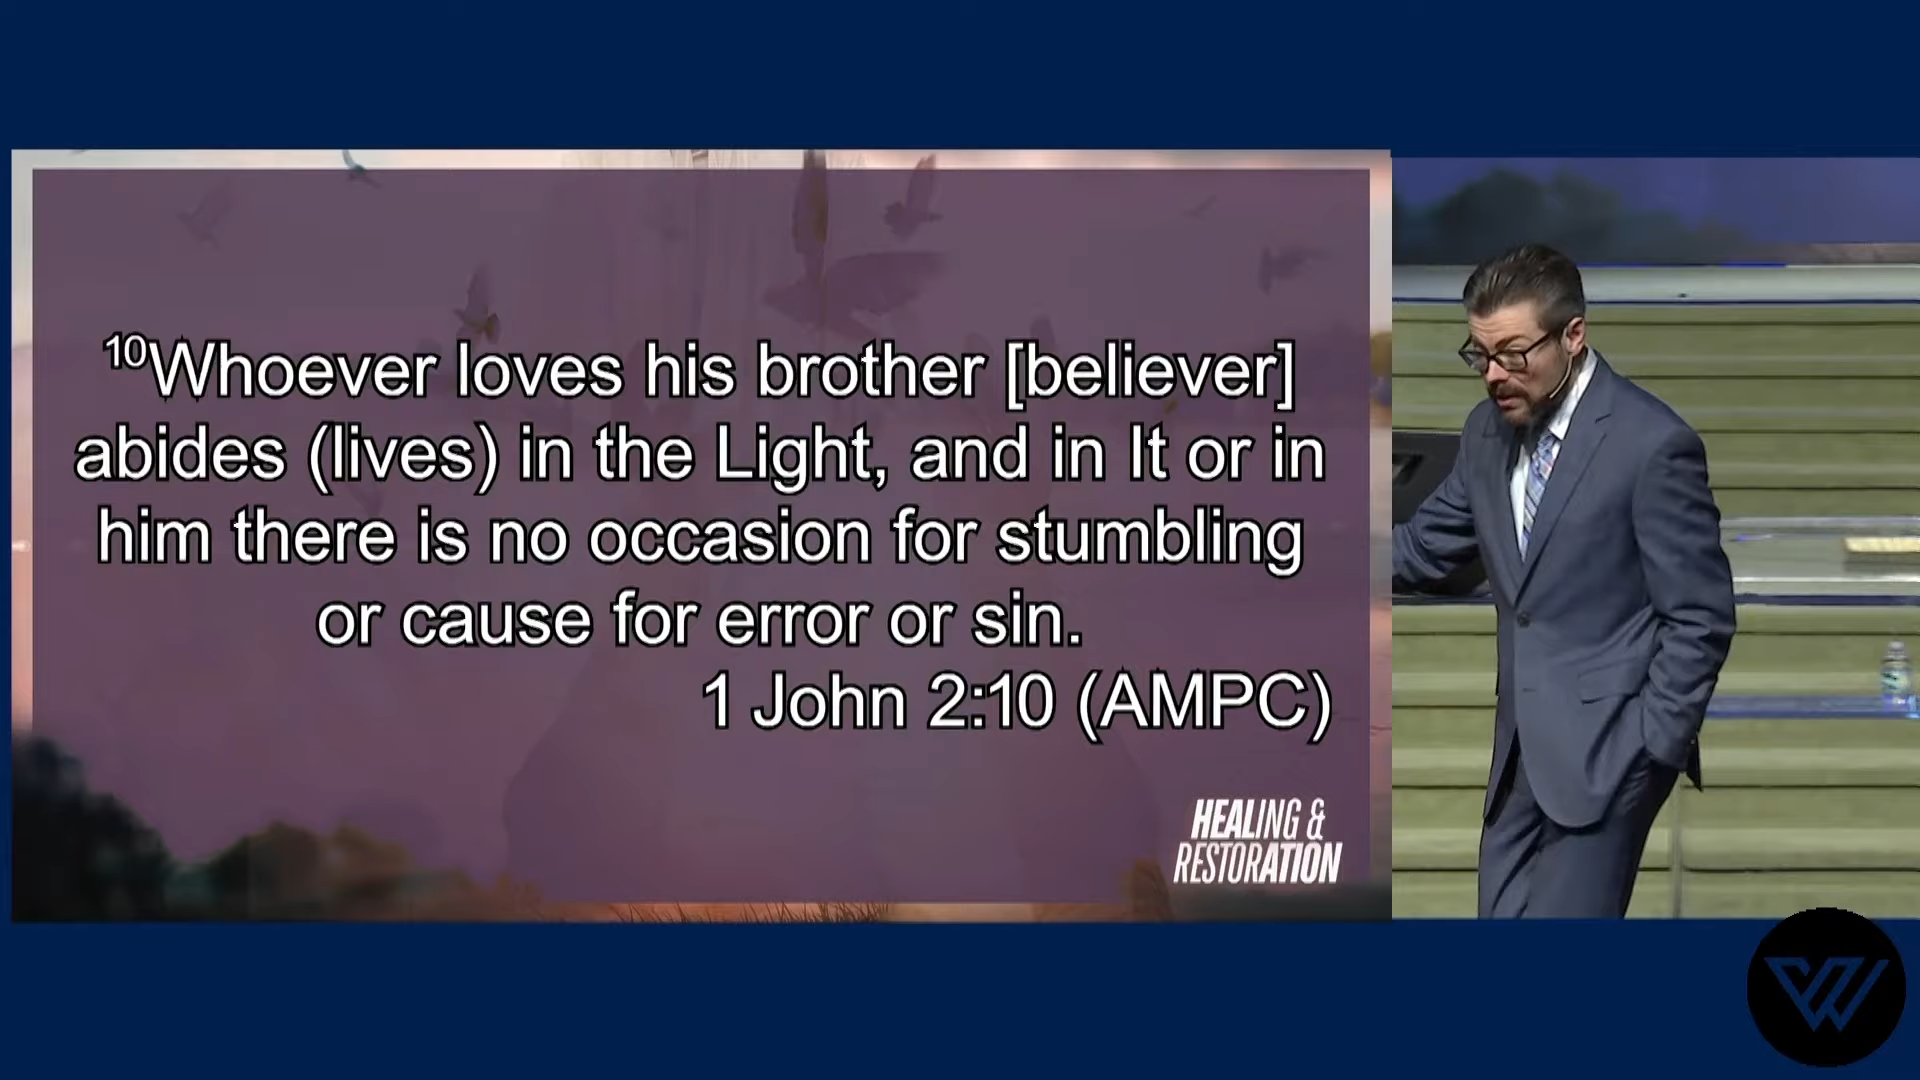 10Whoever loves his brother [believer]
abides (lives) in the Light, and in It or in
him there is no occasion for stumbling
or cause for error or sin.
1 John 2:10 (AMPC)
HEALING &
RESTORATION